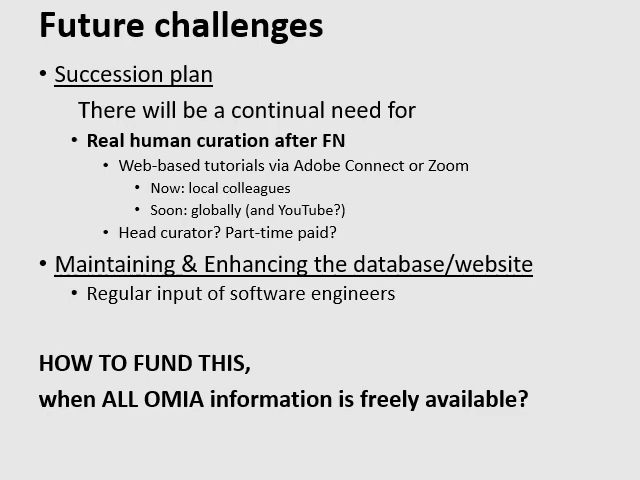 Future challenges
• Succession plan
There will be a continual need for
• Real human curation after FN
• Web-based tutorials via Adobe Connect or Zoom
• Now: local colleagues
• Soon: globally (and YouTube?)
• Head curator? Part-time paid?
• Maintaining & Enhancing the database/website
• Regular input of software engineers
HOW TO FUND THIS,
when ALL OMIA information is freely available?